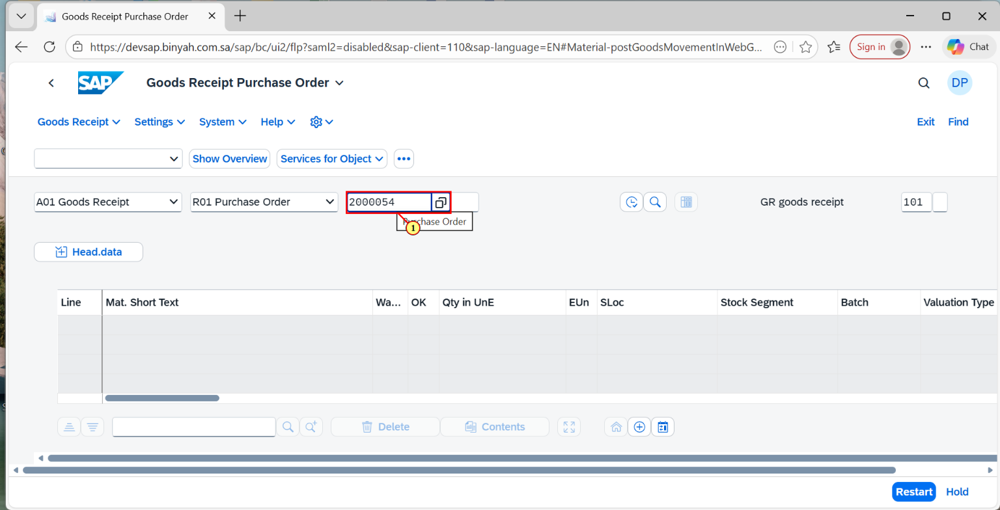 Goods Receipt Purchase Order
https://devsap.binyah.com.sa/sap/bc/ui2/flp?saml2=disabled&sap-client=110&sap-language=EN#Material-postGoodsMovementInWebG...
Sign in
Chat
SAP
Goods Receipt Purchase Order
DP
Goods Receipt
Settings
System
Help
Exit
Find
Show Overview
Services for Object
A01 Goods Receipt
R01 Purchase Order
2000054
GR goods receipt
101
Purchase Order
1
Head.data
Line
Mat. Short Text
Wa...
OK
Qty in UnE
EUn
SLoc
Stock Segment
Batch
Valuation Type
Delete
Contents
Restart
Hold